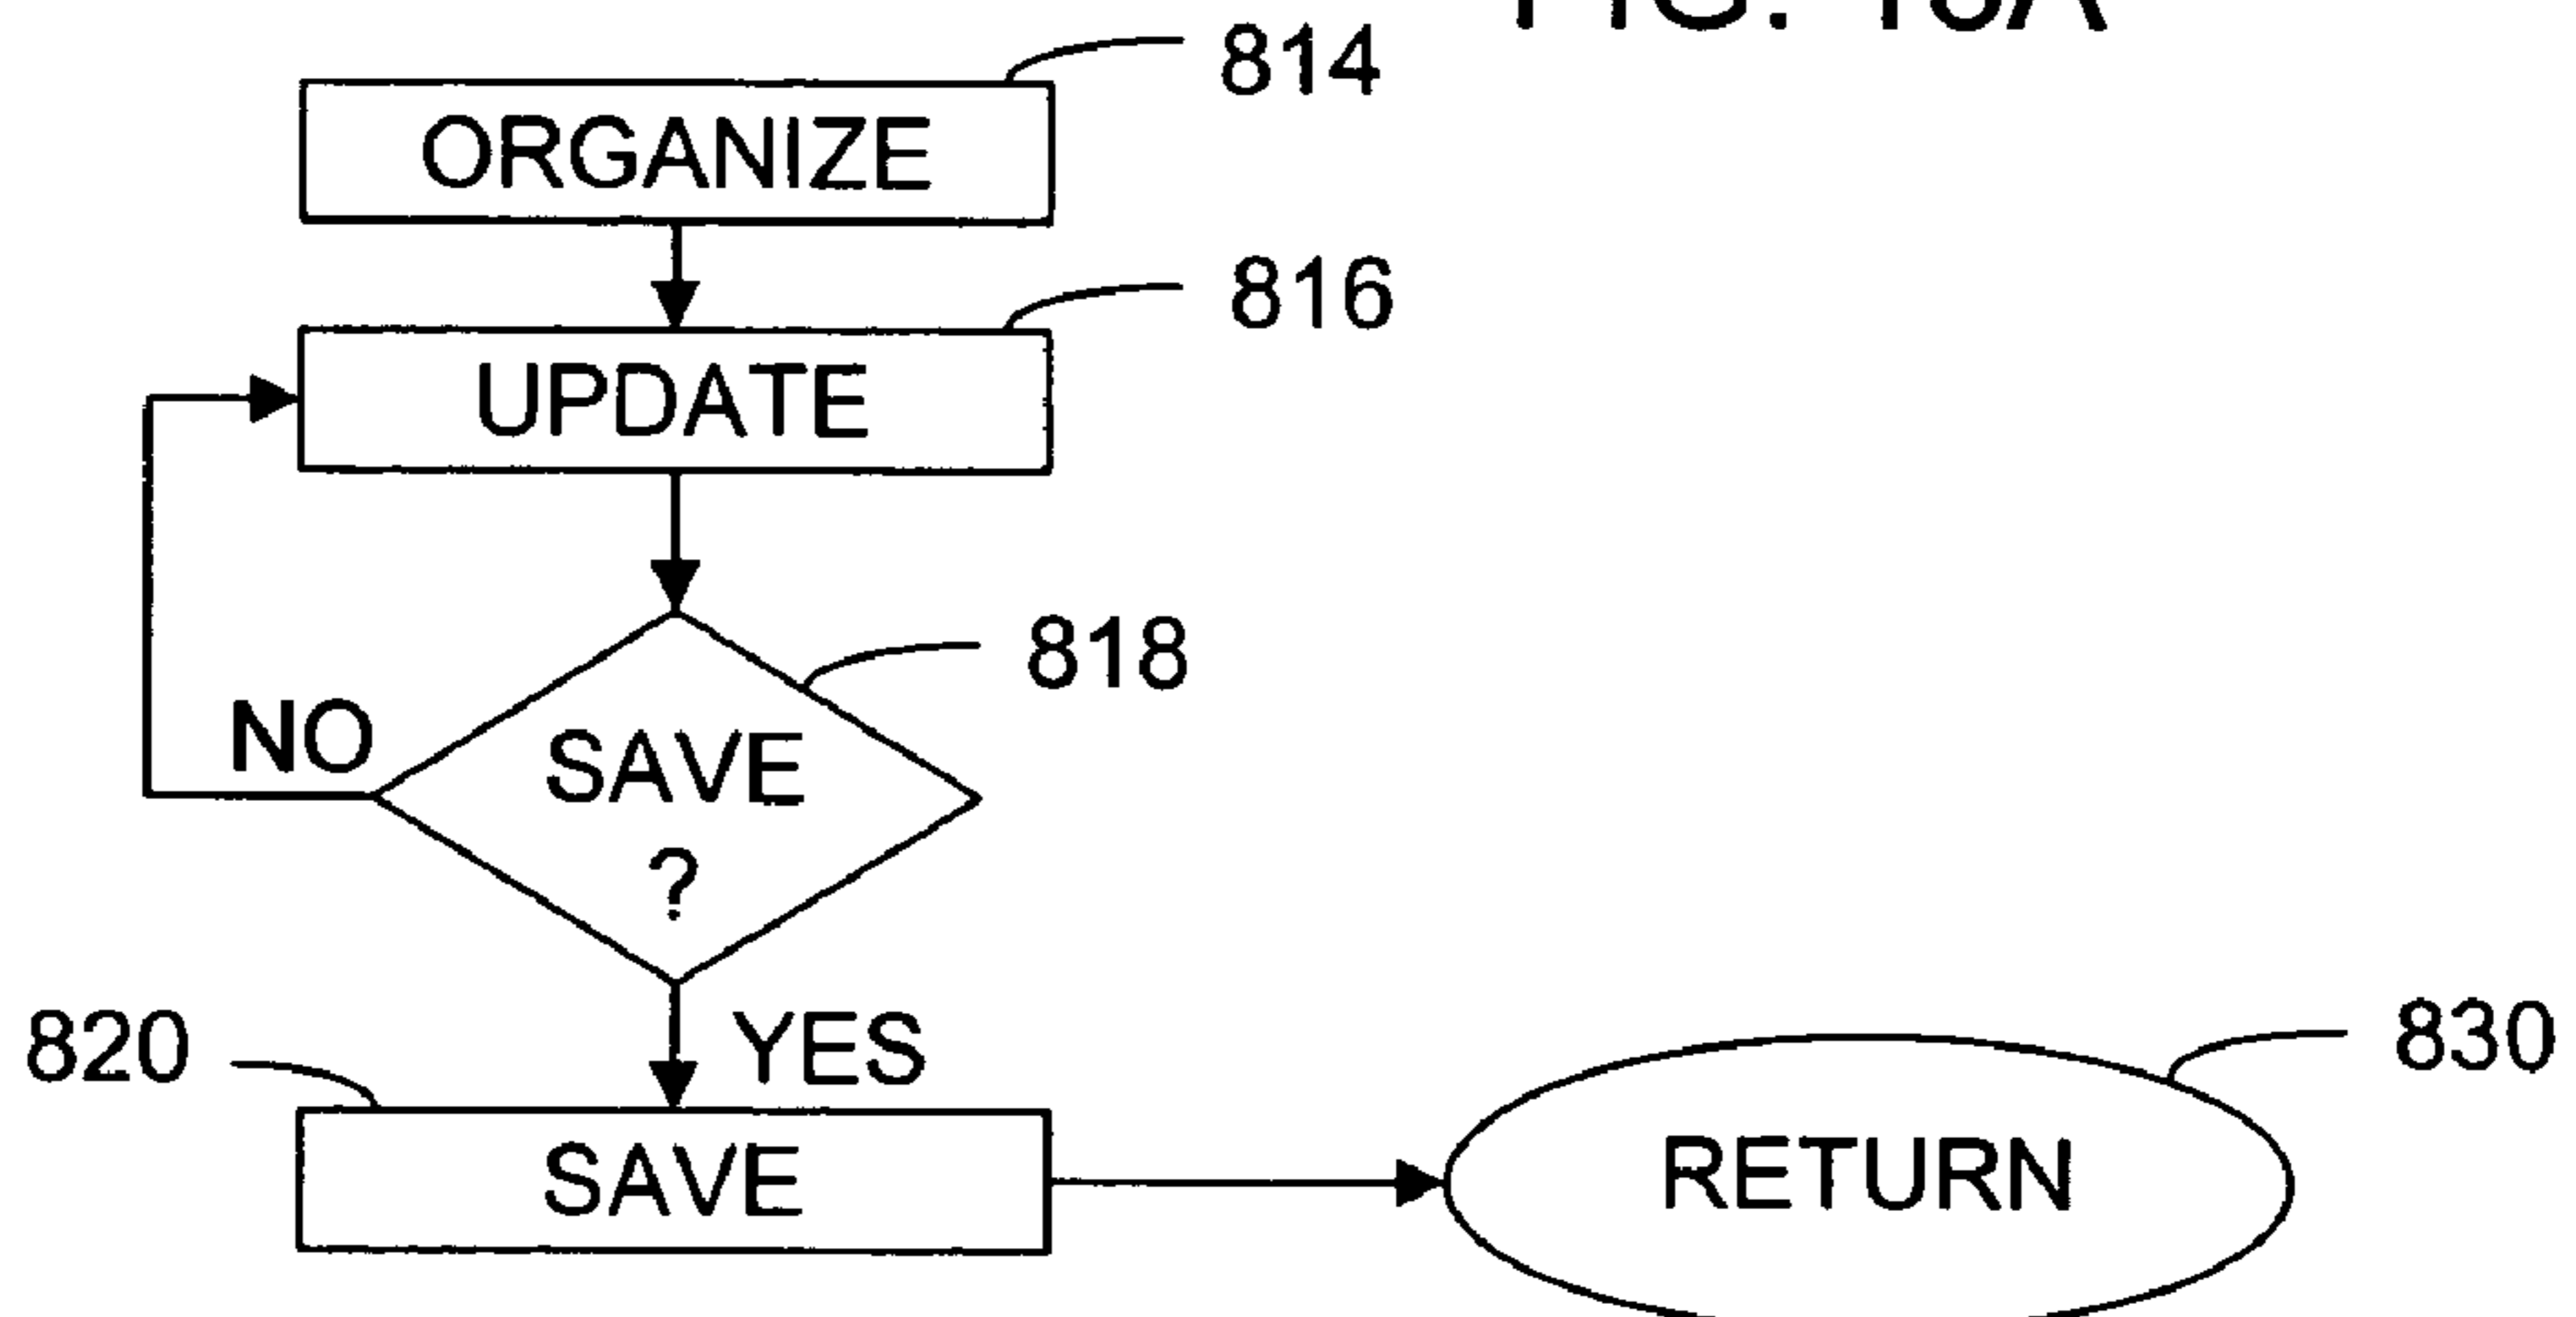 814
ORGANIZE
816
UPDATE
818
NO
SAVE
?
YES
820
SAVE
830
RETURN